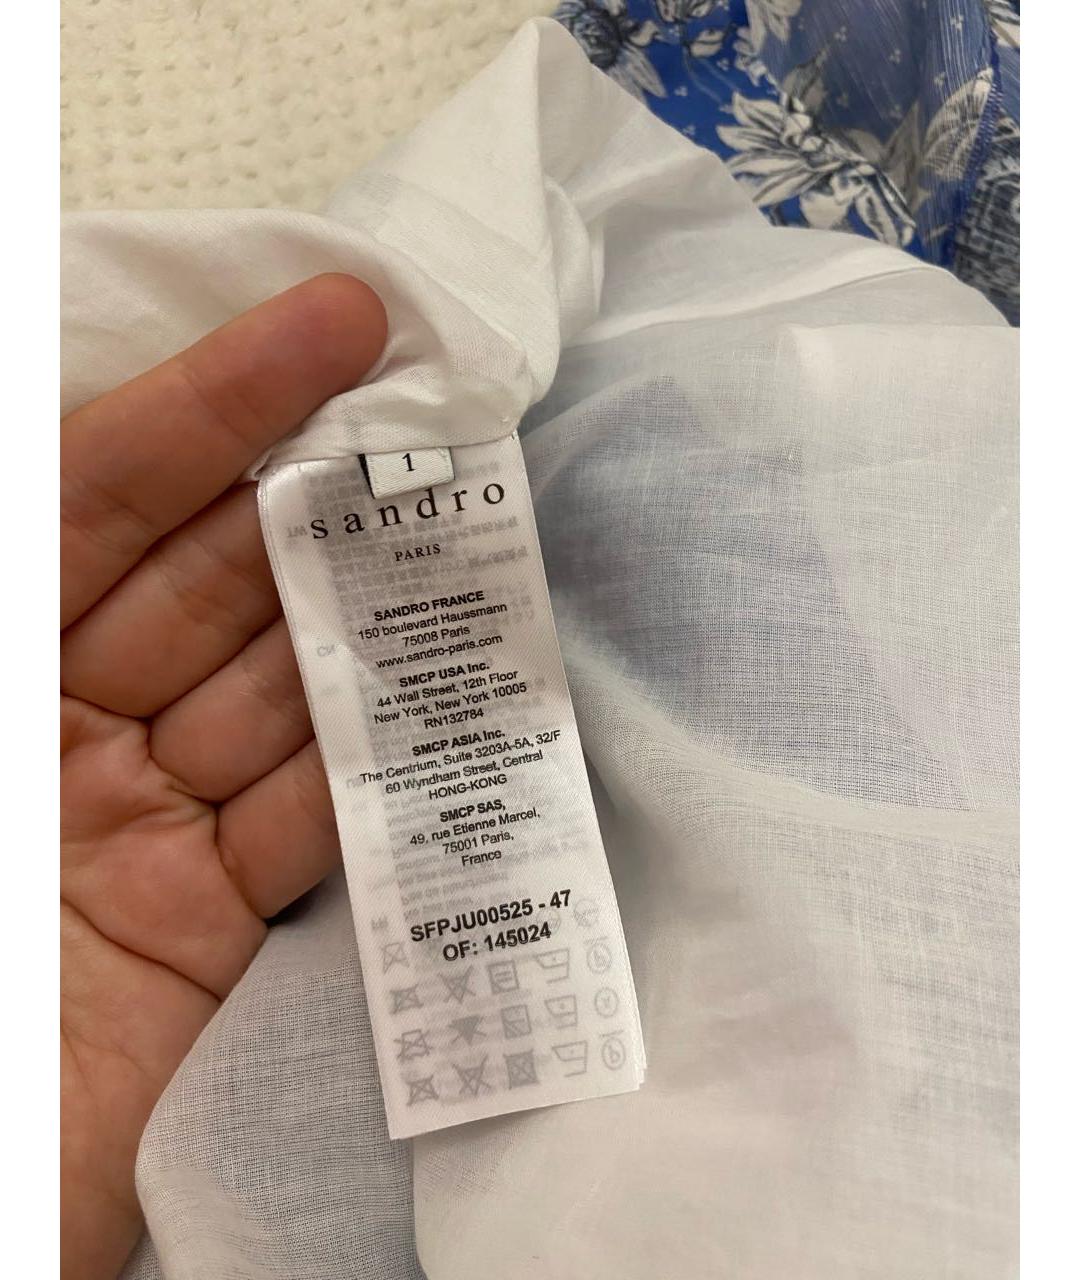 1
sandro
PARIS
SANDRO FRANCE
150 boulevard Haussmann
75008 Paris
www.sandro-paris.com
SMCP USA Inc.
44 Wall Street, 12th Floor
New York, New York 10005
RN132784
SMCP ASIA Inc.
The Centrium, Suite 3203A-5A, 32/F
60 Wyndham Street, Central
HONG-KONG
SMCP SAS,
49, rue Etienne Marcel,
75001 Paris,
France
SFPJU00525 - 47
OF: 145024